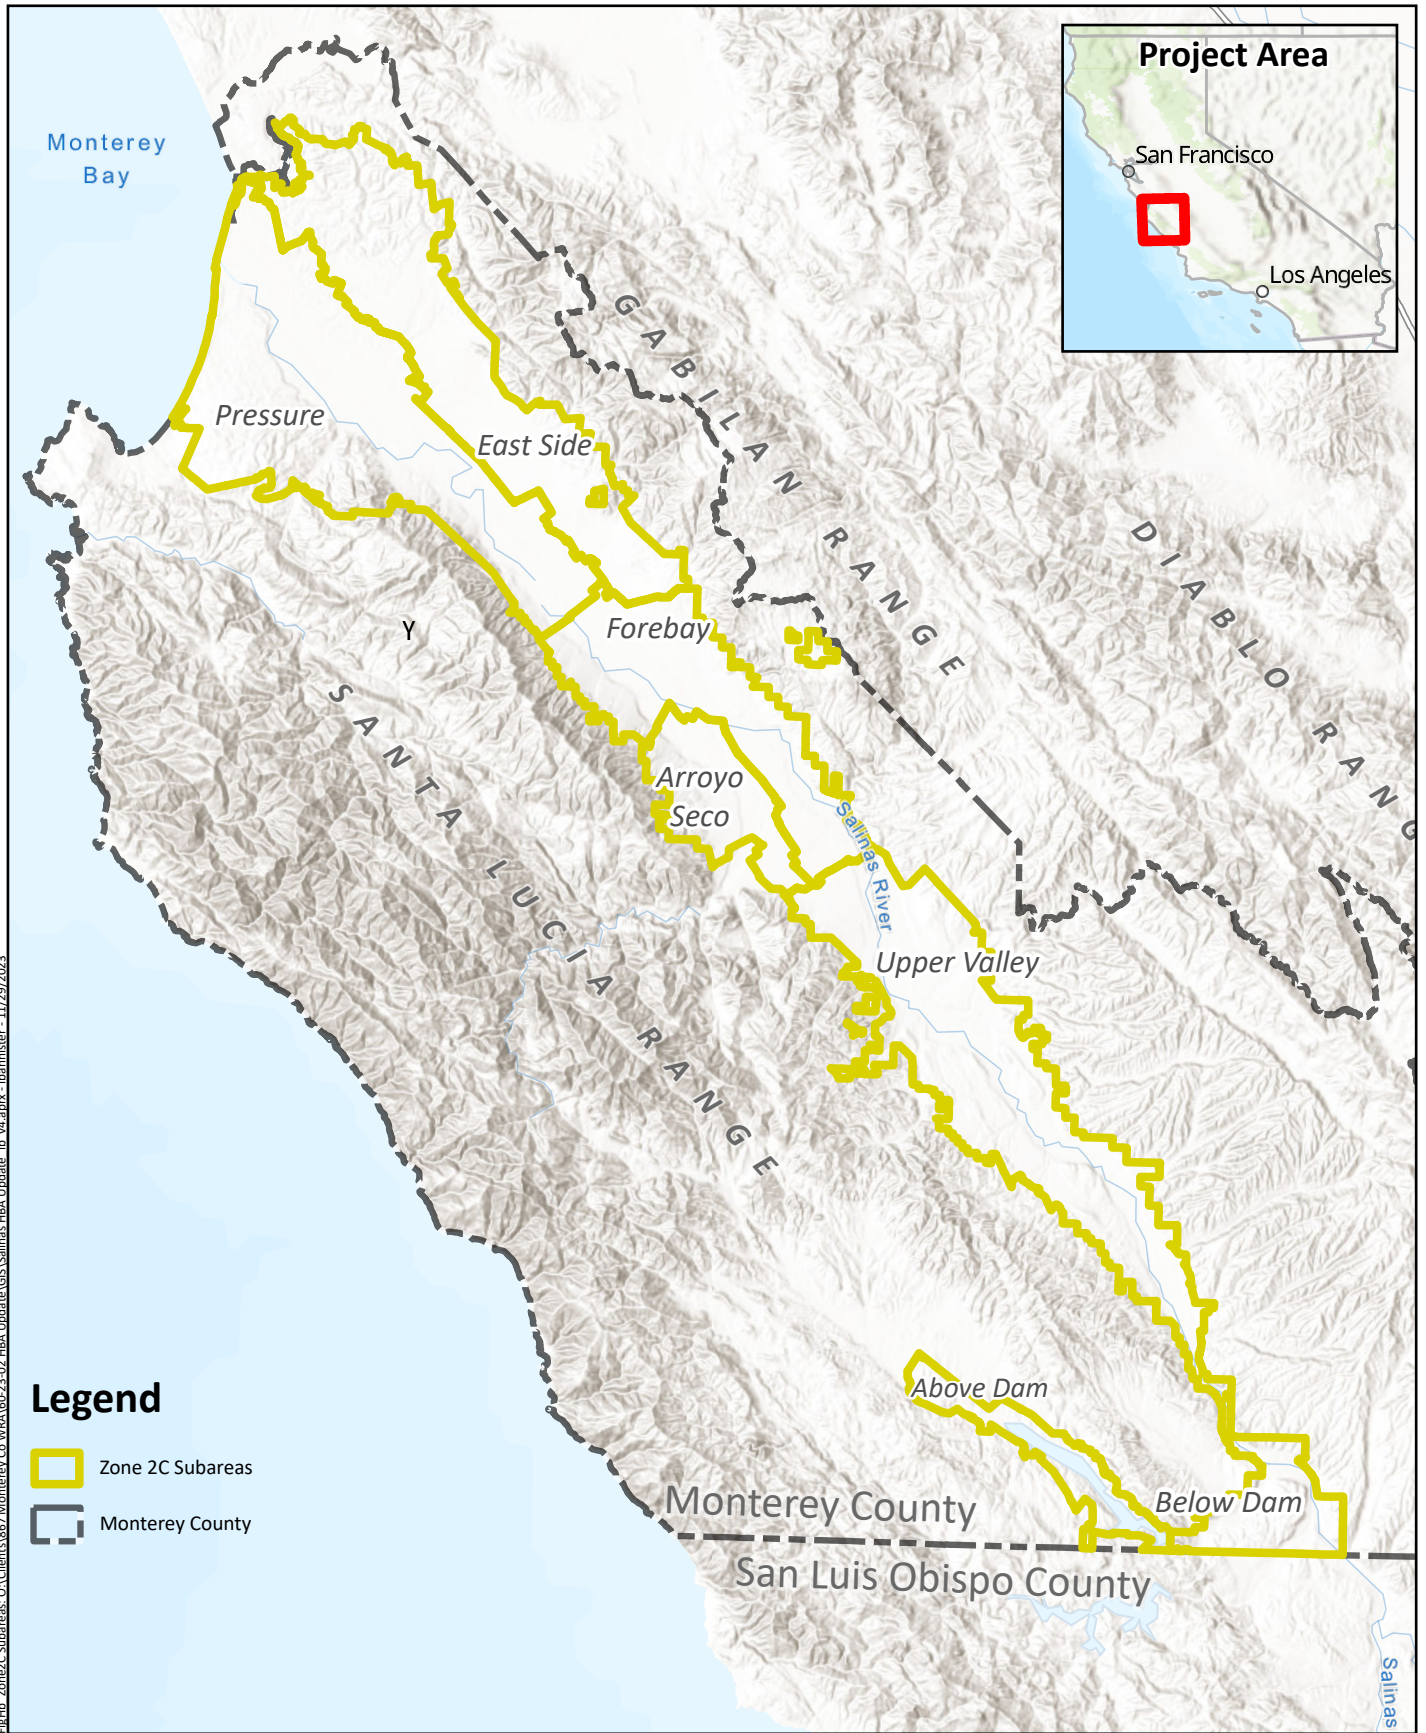 Project Area
San Francisco
Los Angeles
Monterey
Bay
GABILAN RANGE
DIABLO RANG
Pressure
East Side
Forebay
Y
SANTA LUCIA RANGE
Arroyo
Seco
Salinas River
Upper Valley
Above Dam
Below Dam
Monterey County
San Luis Obispo County
Salinas
Legend
Zone 2C Subareas
Monterey County